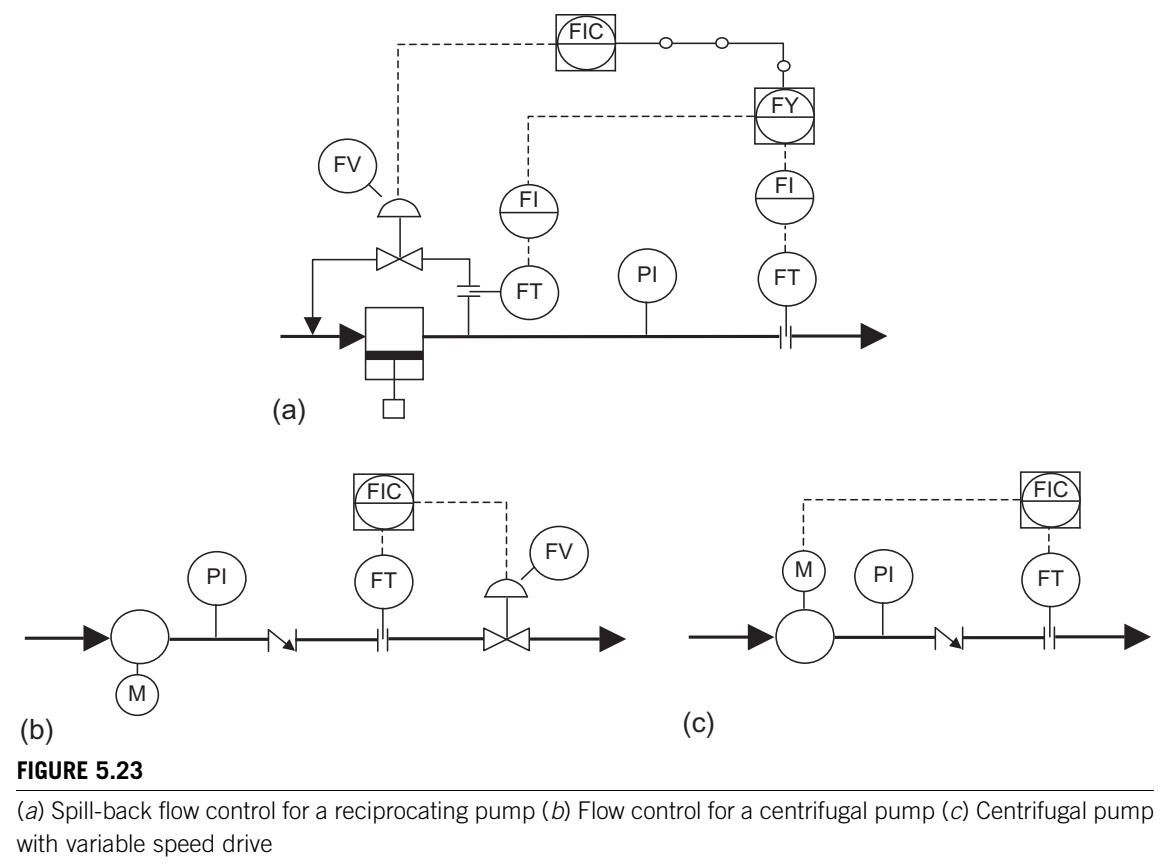 FIC
FY
FV
FI
FI
FT
PI
FT
(a)
FIC
FIC
FV
PI
FT
M
PI
FT
M
(b)
(c)
FIGURE 5.23
(a) Spill-back flow control for a reciprocating pump (b) Flow control for a centrifugal pump (c) Centrifugal pump
with variable speed drive